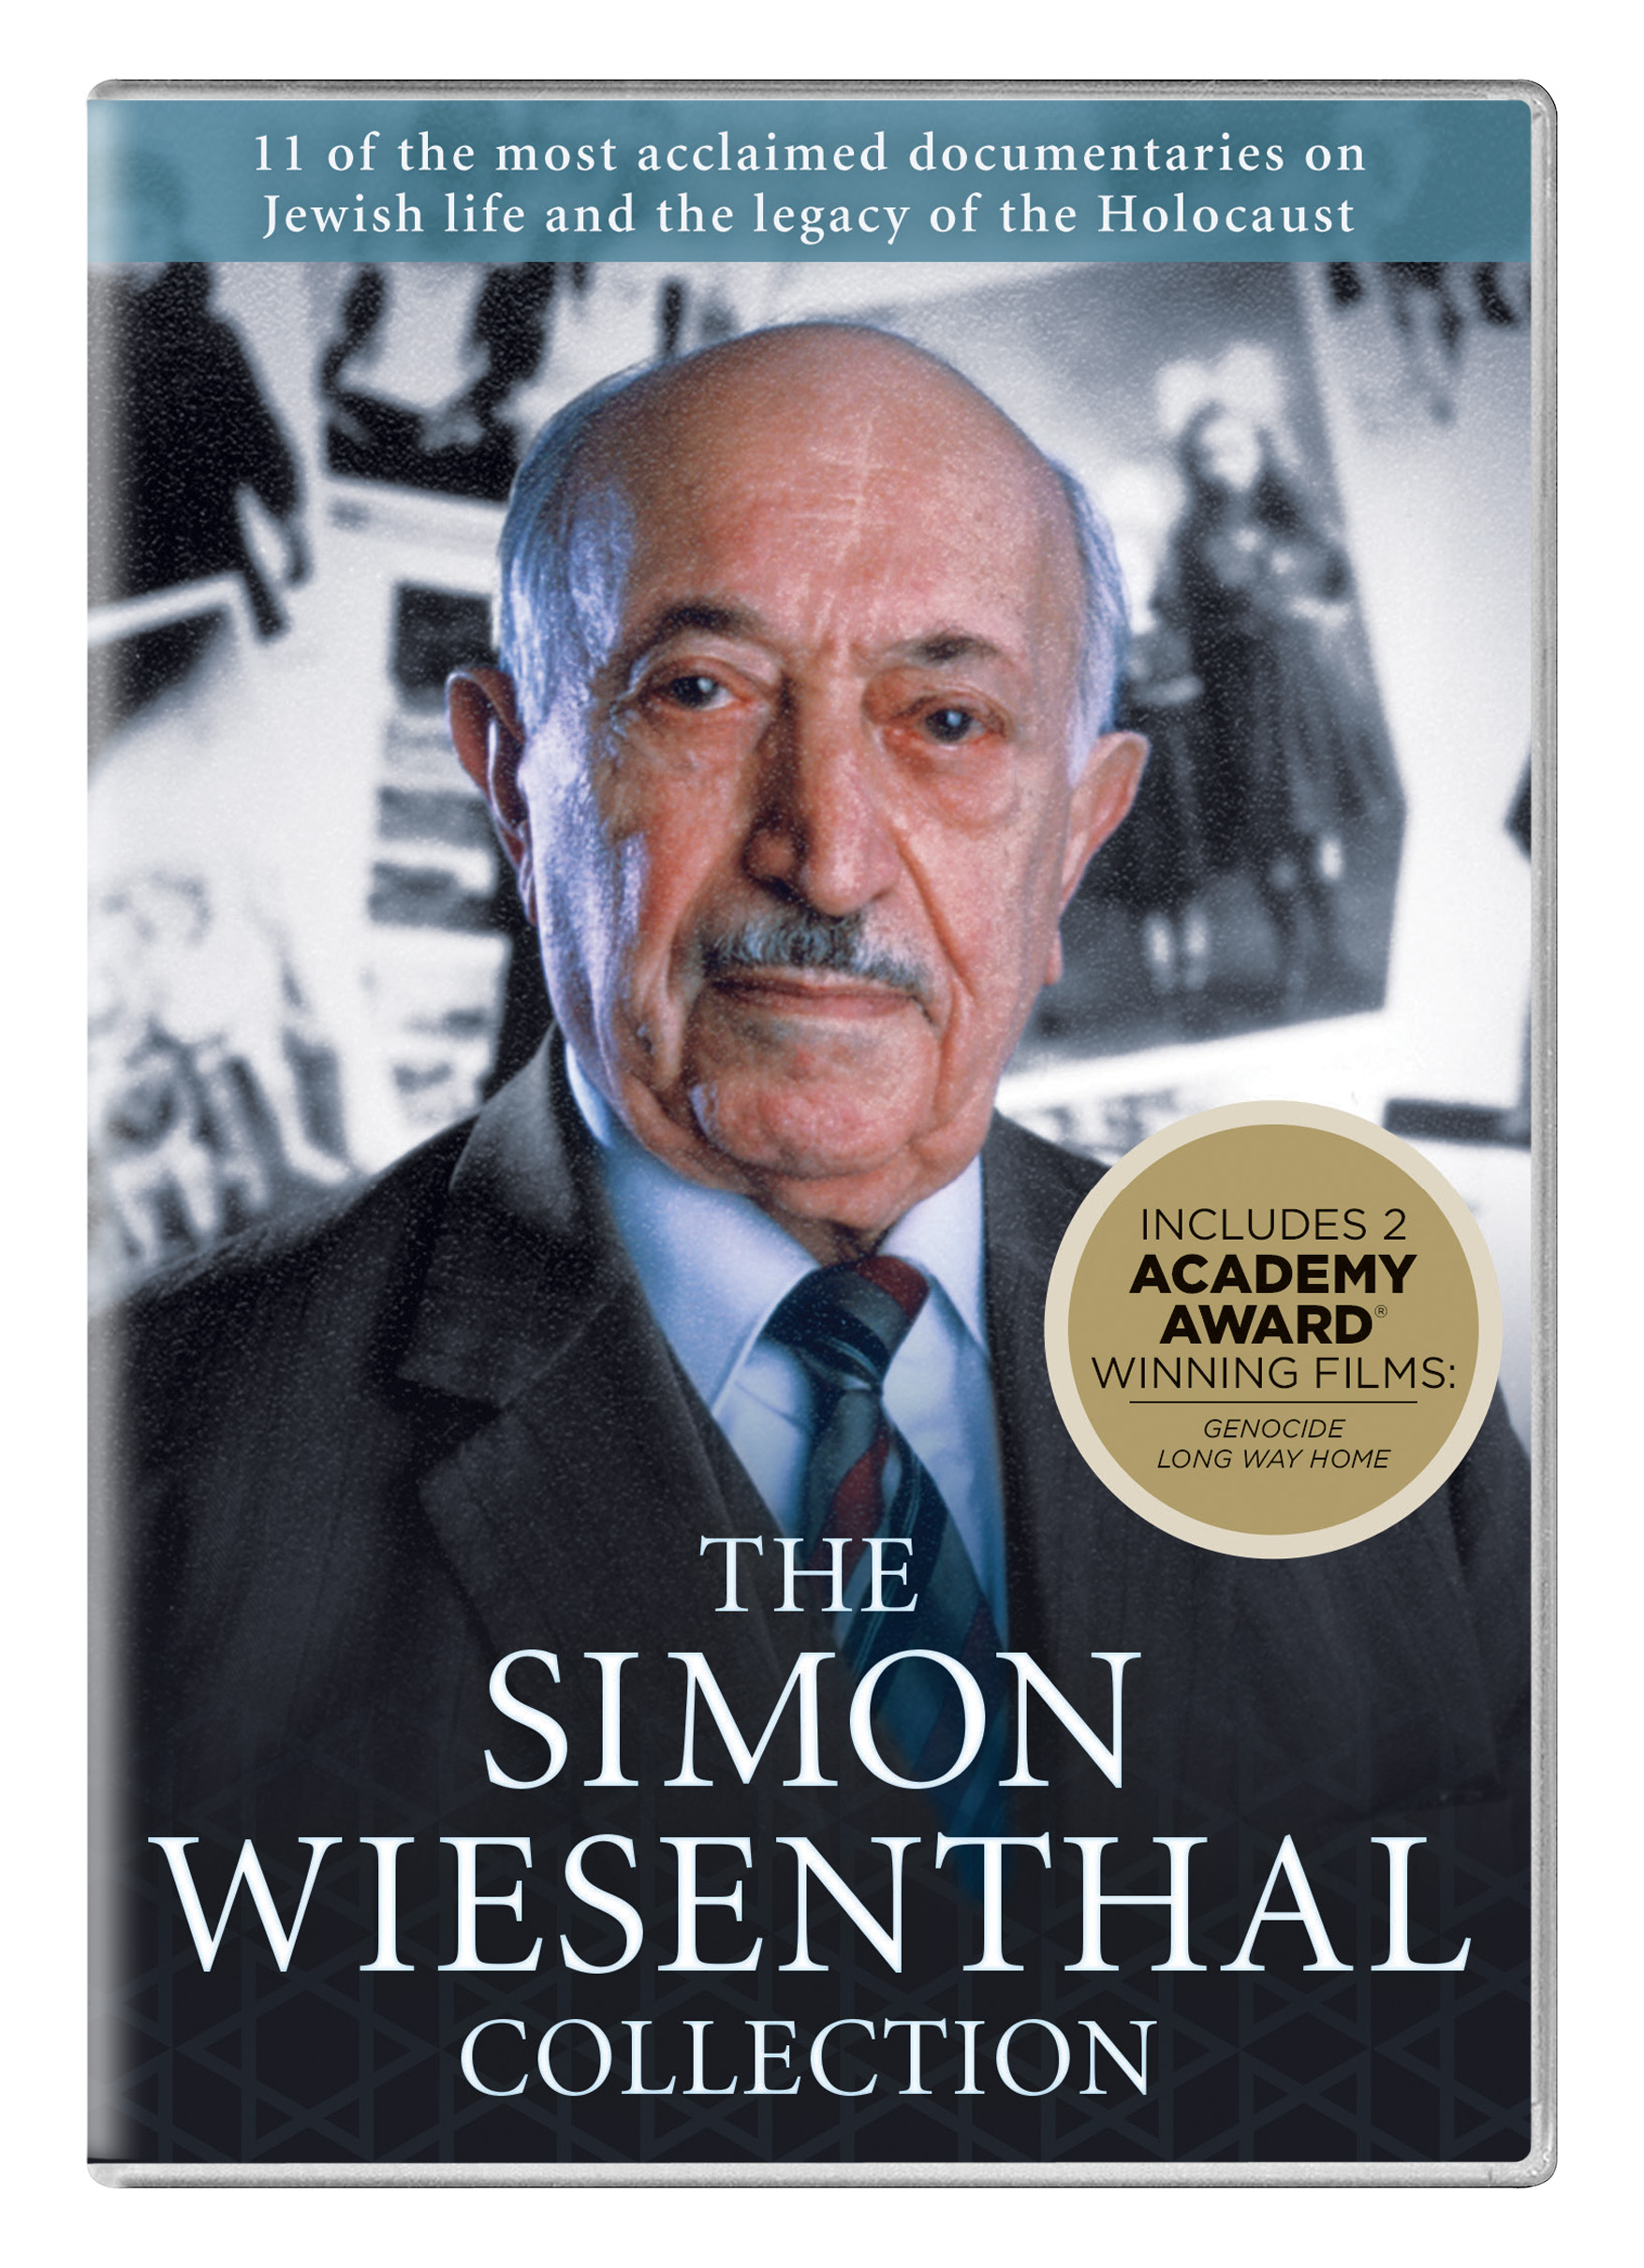 11 of the most acclaimed documentaries on
Jewish life and the legacy of the Holocaust
INCLUDES 2
ACADEMY
AWARD®
WINNING FILMS:
GENOCIDE
LONG WAY HOME
THE
SIMON
WIESENTHAL
COLLECTION